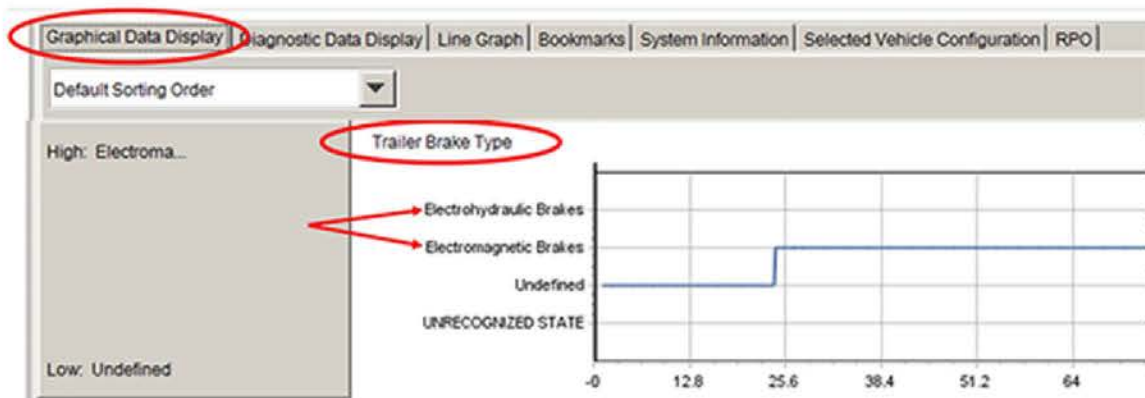 Graphical Data Display Diagnostic Data Display Line Graph Bookmarks System Information Selected Vehicle Configuration RPO
Default Sorting Order
High: Electroma...
Trailer Brake Type
Electrohydraulic Brakes
Electromagnetic Brakes
Undefined
UNRECOGNIZED STATE
Low: Undefined
-0 12.8 25.6 38.4 51.2 64